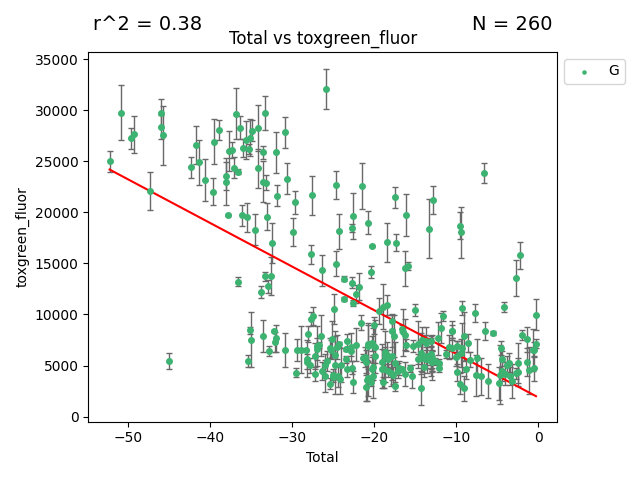 r^2 = 0.38 N = 260
Total vs toxgreen_fluor
G
35000
30000
25000
20000
15000
10000
5000
0
toxgreen_fluor
−50 −40 −30 −20 −10 0
Total